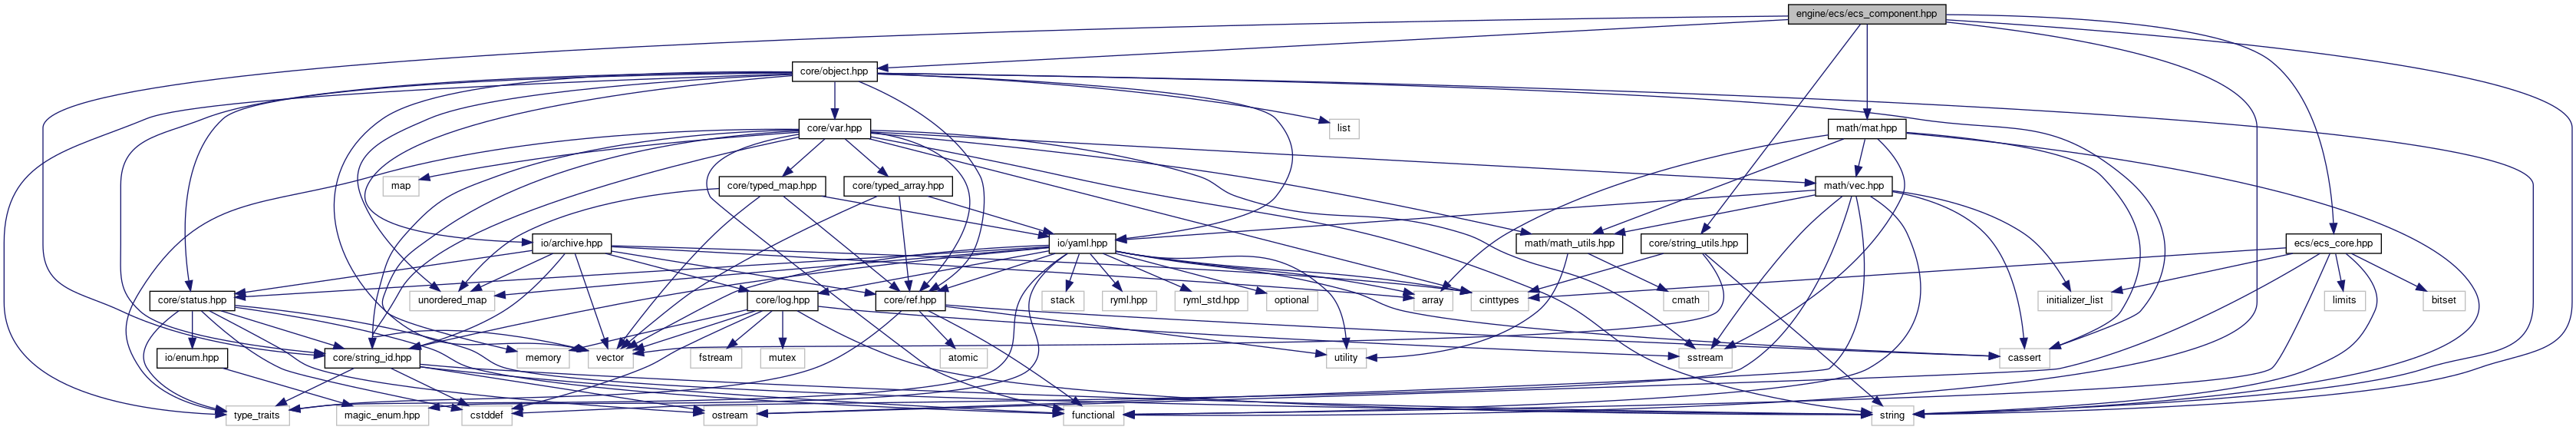 engine/ecs/ecs_component.hpp
core/object.hpp
core/var.hpp
list
math/mat.hpp
map
core/typed_map.hpp
core/typed_array.hpp
math/vec.hpp
io/archive.hpp
io/yaml.hpp
math/math_utils.hpp
core/string_utils.hpp
ecs/ecs_core.hpp
core/status.hpp
unordered_map
core/log.hpp
core/ref.hpp
stack
ryml.hpp
ryml_std.hpp
optional
array
cinttypes
cmath
initializer_list
limits
bitset
io/enum.hpp
core/string_id.hpp
memory
vector
fstream
mutex
atomic
utility
sstream
cassert
type_traits
magic_enum.hpp
cstddef
ostream
functional
string